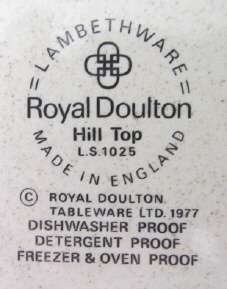 =LAMBETHWARE=
Royal Doulton
Hill Top
L.S.1025
MADE IN ENGLAND
© ROYAL DOULTON.
TABLEWARE LTD. 1977
DISHWASHER PROOF
DETERGENT PROOF
FREEZER & OVEN PROOF